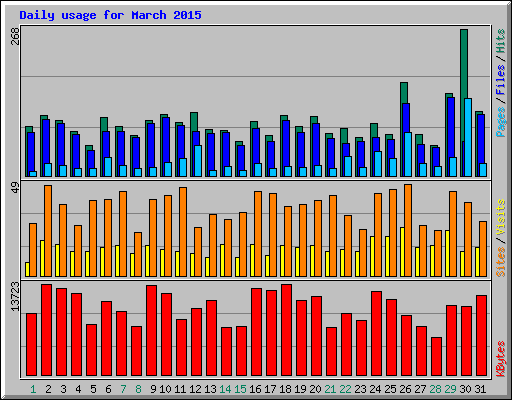 Daily usage for March 2015
268
49
13723
Pages / Files / Hits
Sites / Visits
KBytes
1 2 3 4 5 6 7 8 9 10 11 12 13 14 15 16 17 18 19 20 21 22 23 24 25 26 27 28 29 30 31